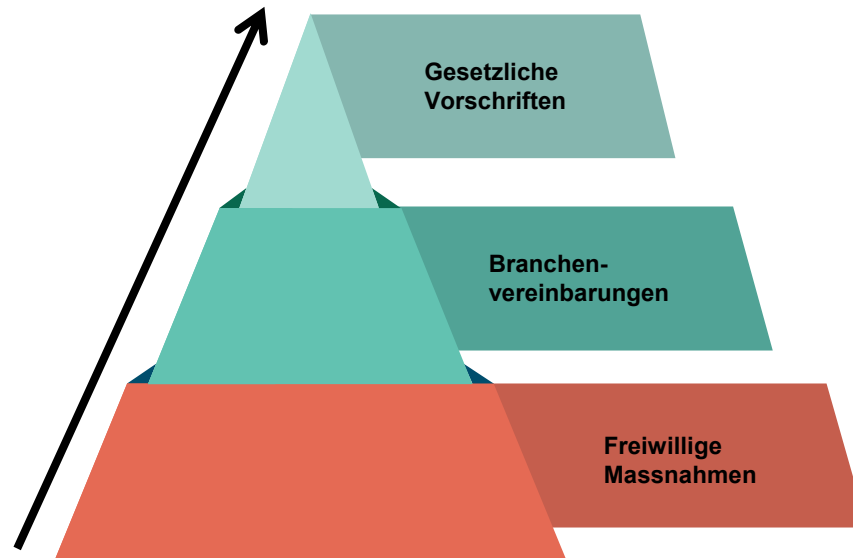 Gesetzliche
Vorschriften
Branchen-
vereinbarungen
Freiwillige
Massnahmen